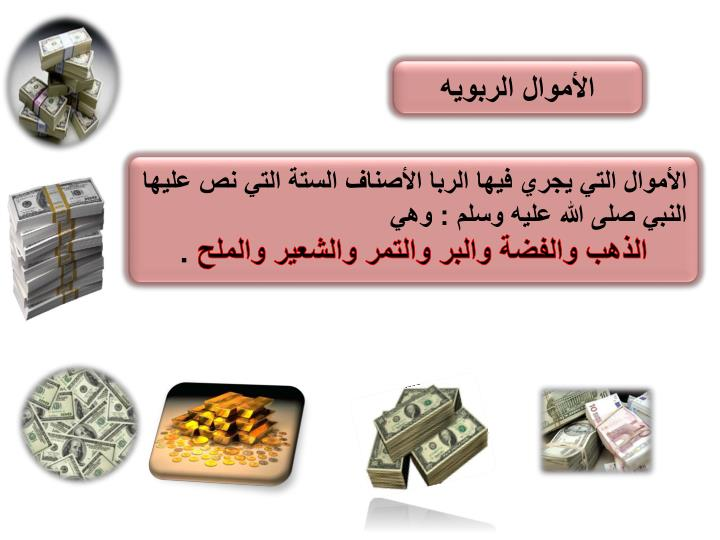 الأموال الربويه
الأموال التي يجري فيها الربا الأصناف الستة التي نص عليها
النبي صلى الله عليه وسلم : وهي
الذهب والفضة والبر والتمر والشعير والملح .